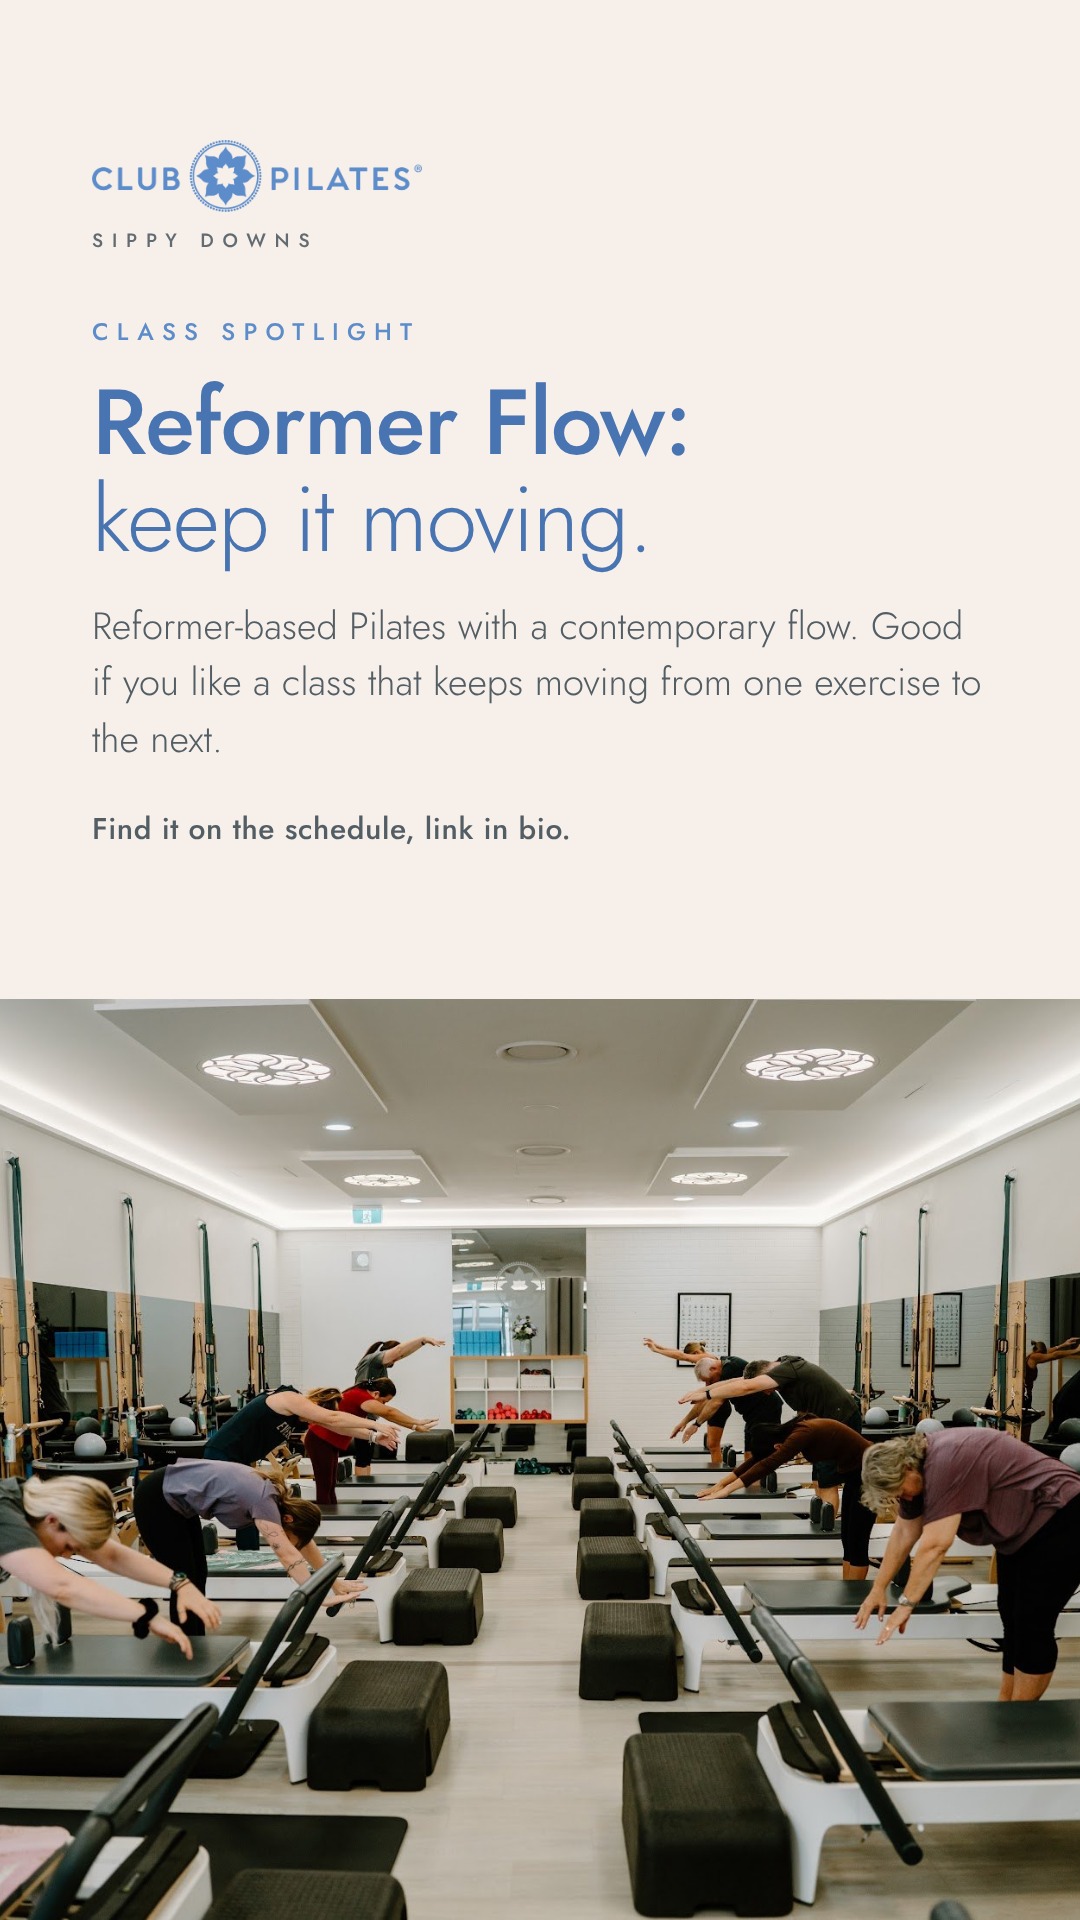 CLUB PILATES®
SIPPY DOWNS
CLASS SPOTLIGHT
Reformer Flow:
keep it moving.
Reformer-based Pilates with a contemporary flow. Good
if you like a class that keeps moving from one exercise to
the next.
Find it on the schedule, link in bio.